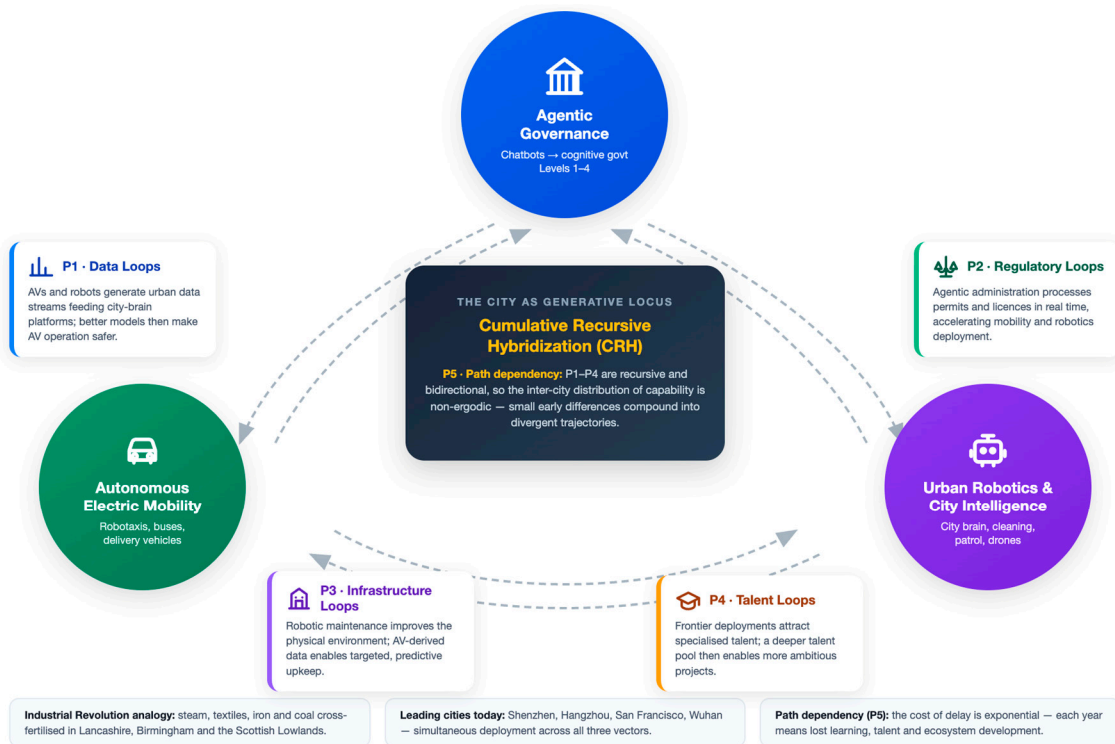 Agentic
Governance
Chatbots → cognitive govt
Levels 1–4
P1 · Data Loops
AVs and robots generate urban data
streams feeding city-brain
platforms; better models then make
AV operation safer.
P2 · Regulatory Loops
Agentic administration processes
permits and licences in real time,
accelerating mobility and robotics
deployment.
THE CITY AS GENERATIVE LOCUS
Cumulative Recursive
Hybridization (CRH)
P5 · Path dependency: P1–P4 are recursive and
bidirectional, so the inter-city distribution of capability is
non-ergodic — small early differences compound into
divergent trajectories.
Autonomous
Electric Mobility
Robotaxis, buses,
delivery vehicles
Urban Robotics &
City Intelligence
City brain, cleaning,
patrol, drones
P3 · Infrastructure
Loops
Robotic maintenance improves the
physical environment; AV-derived
data enables targeted, predictive
upkeep.
P4 · Talent Loops
Frontier deployments attract
specialised talent; a deeper talent
pool then enables more ambitious
projects.
Industrial Revolution analogy: steam, textiles, iron and coal cross-
fertilised in Lancashire, Birmingham and the Scottish Lowlands.
Leading cities today: Shenzhen, Hangzhou, San Francisco, Wuhan
— simultaneous deployment across all three vectors.
Path dependency (P5): the cost of delay is exponential — each year
means lost learning, talent and ecosystem development.